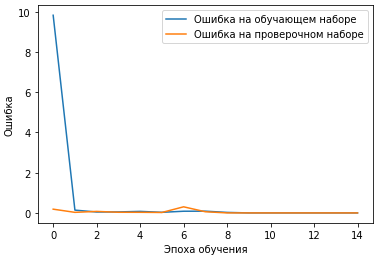 Ошибка на обучающем наборе
Ошибка на проверочном наборе
Ошибка
10
8
6
4
2
0
0 2 4 6 8 10 12 14
Эпоха обучения